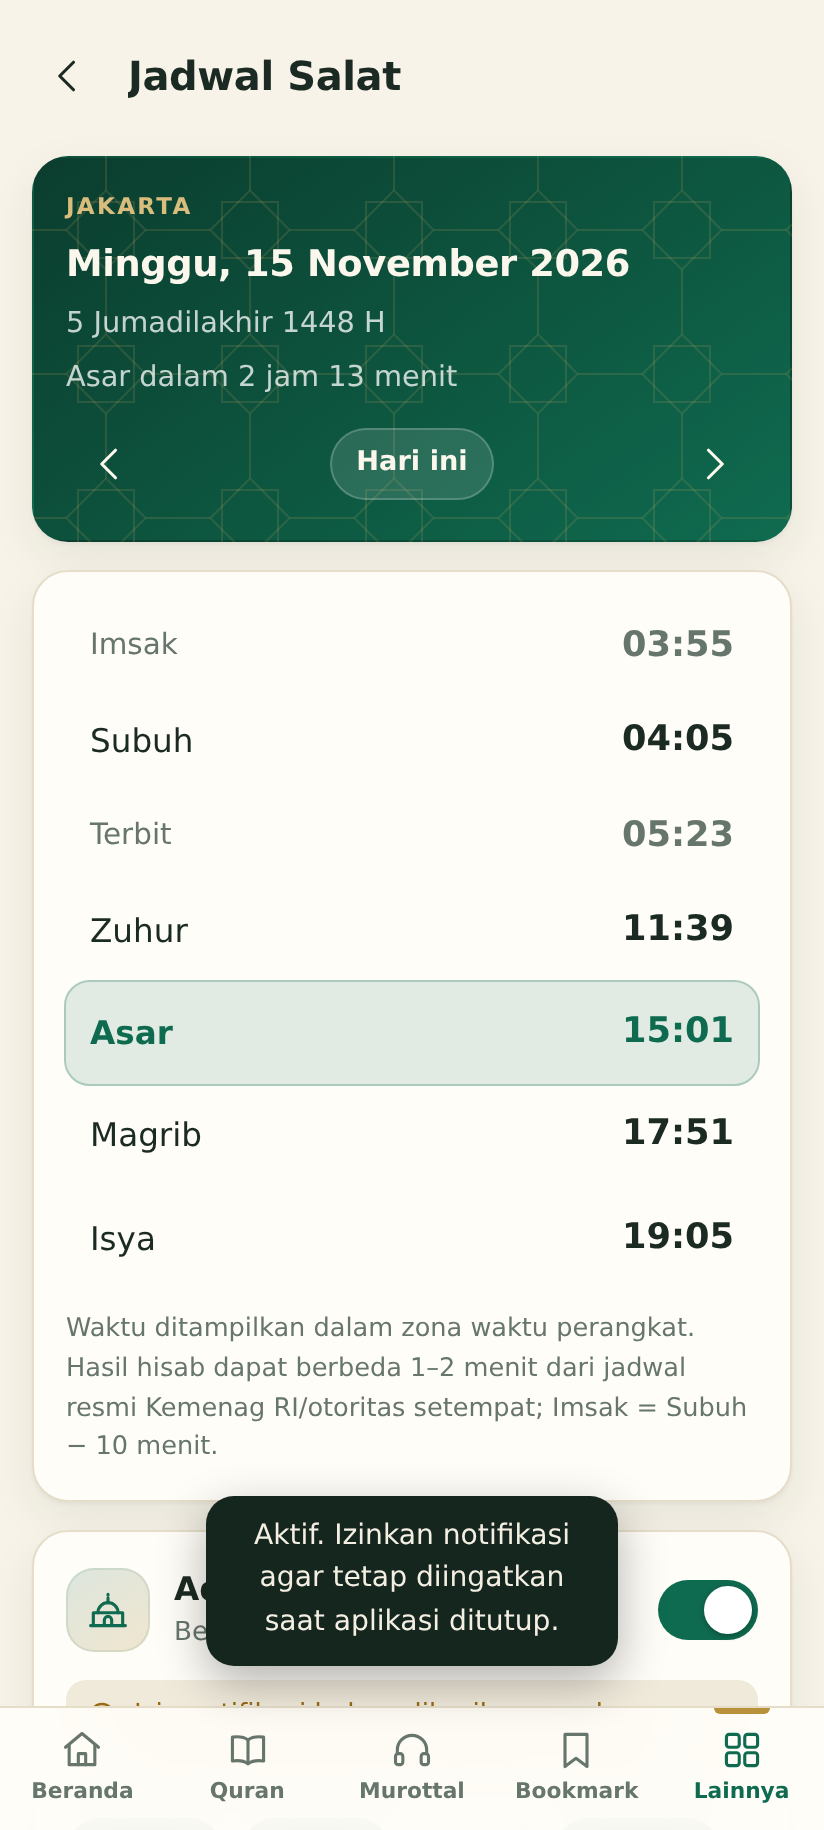 Jadwal Salat
JAKARTA
Minggu, 15 November 2026
5 Jumadilakhir 1448 H
Asar dalam 2 jam 13 menit
Hari ini
Imsak 03:55
Subuh 04:05
Terbit 05:23
Zuhur 11:39
Asar 15:01
Magrib 17:51
Isya 19:05
Waktu ditampilkan dalam zona waktu perangkat.
Hasil hisab dapat berbeda 1–2 menit dari jadwal
resmi Kemenag RI/otoritas setempat; Imsak = Subuh
− 10 menit.
Aktif. Izinkan notifikasi
agar tetap diingatkan
saat aplikasi ditutup.
Beranda Quran Murottal Bookmark Lainnya